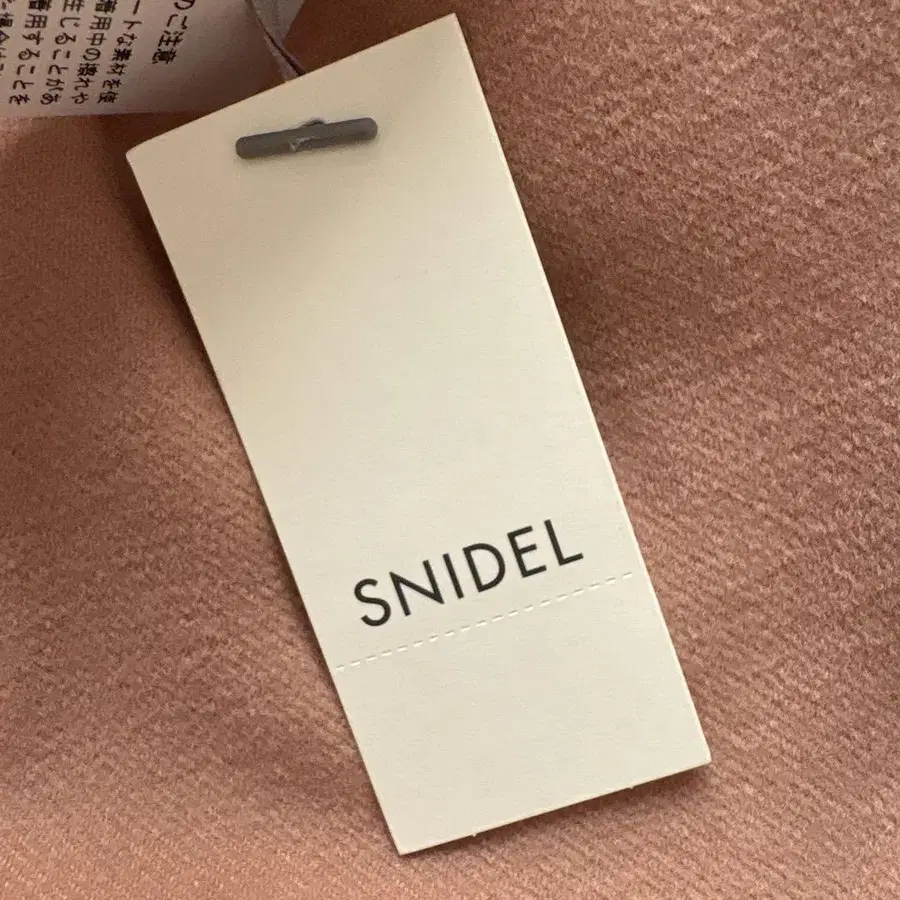 のご注意
ートな素材を使
着用中の擦れや
生じることがあ
着用することを
SNIDEL